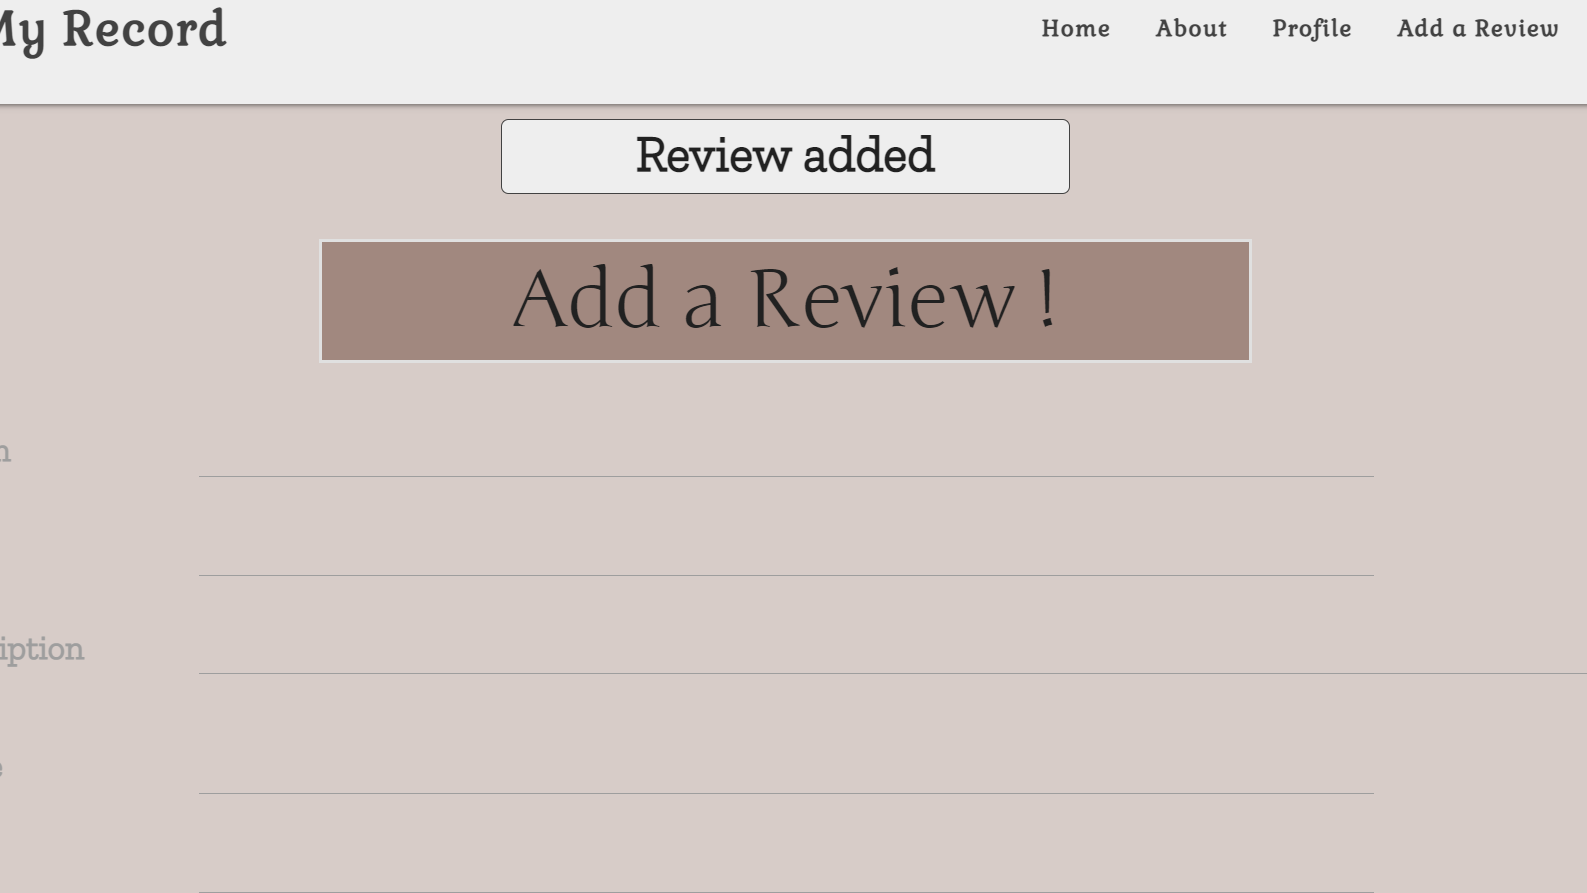 My Record
Home About Profile Add a Review
Review added
Add a Review !
n
iption
e